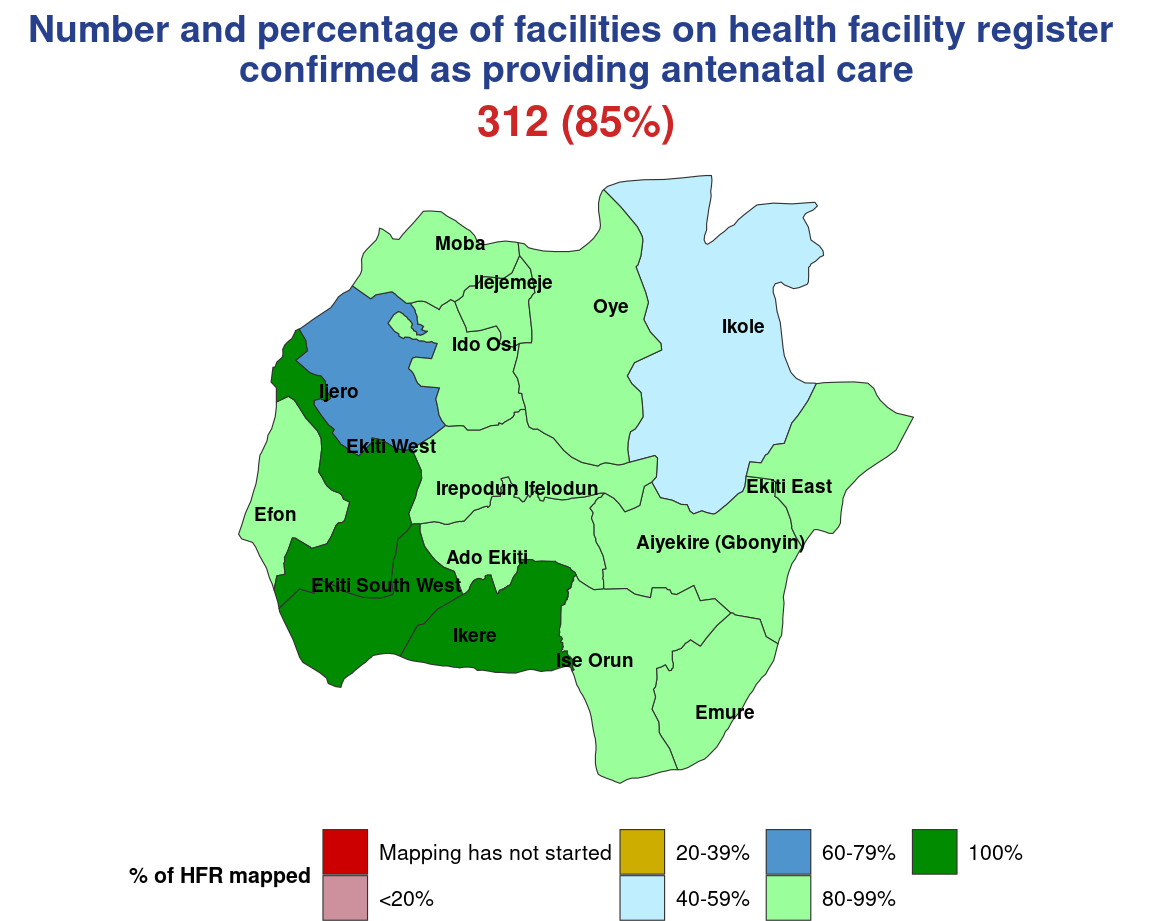 Number and percentage of facilities on health facility register
confirmed as providing antenatal care
312 (85%)
Moba
Ilejemeje
Oye
Ikole
Ido Osi
Ijero
Ekiti West
Irepodun Ifelodun
Ekiti East
Efon
Aiyekire (Gbonyin)
Ado Ekiti
Ekiti South West
Ikere
Ise Orun
Emure
% of HFR mapped
Mapping has not started
<20%
20-39%
40-59%
60-79%
80-99%
100%